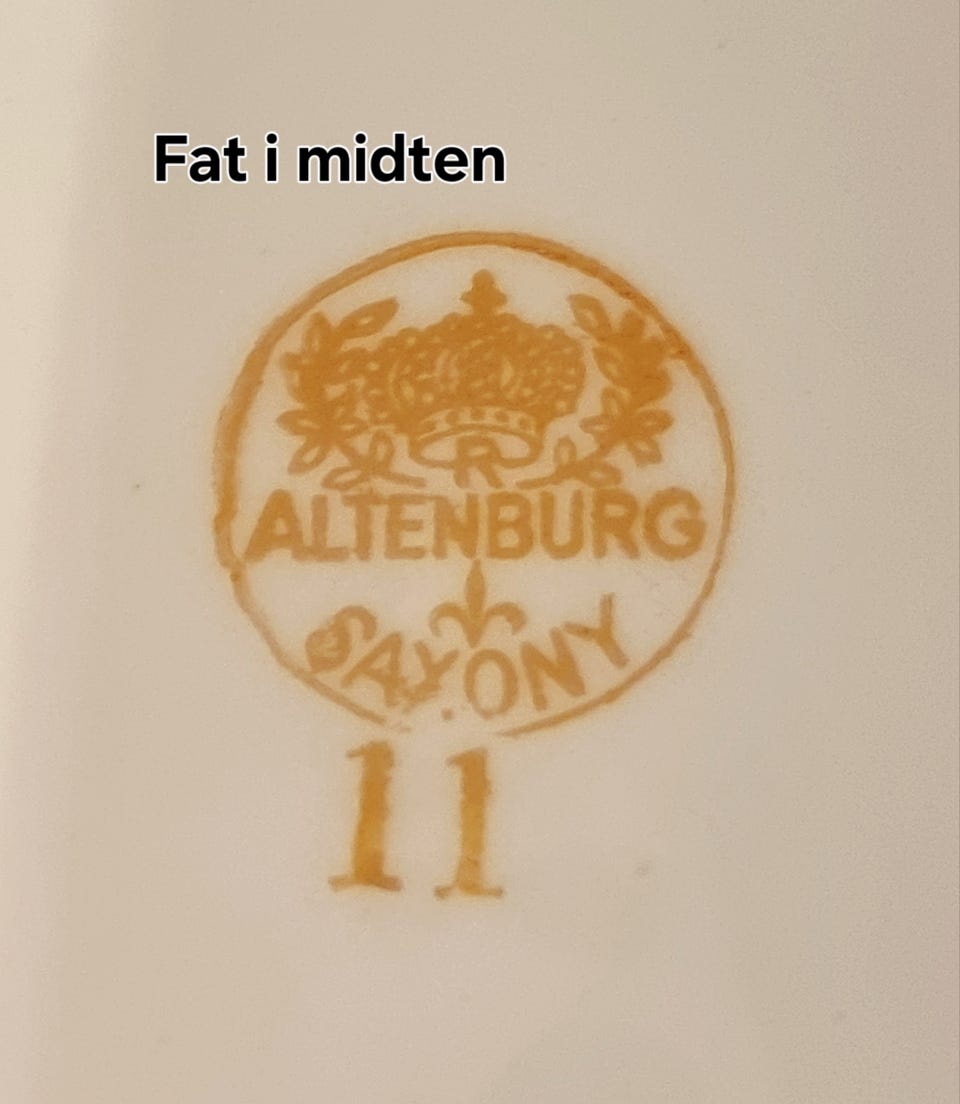 Fat i midten
R
ALTENBURG
SAXONY
11